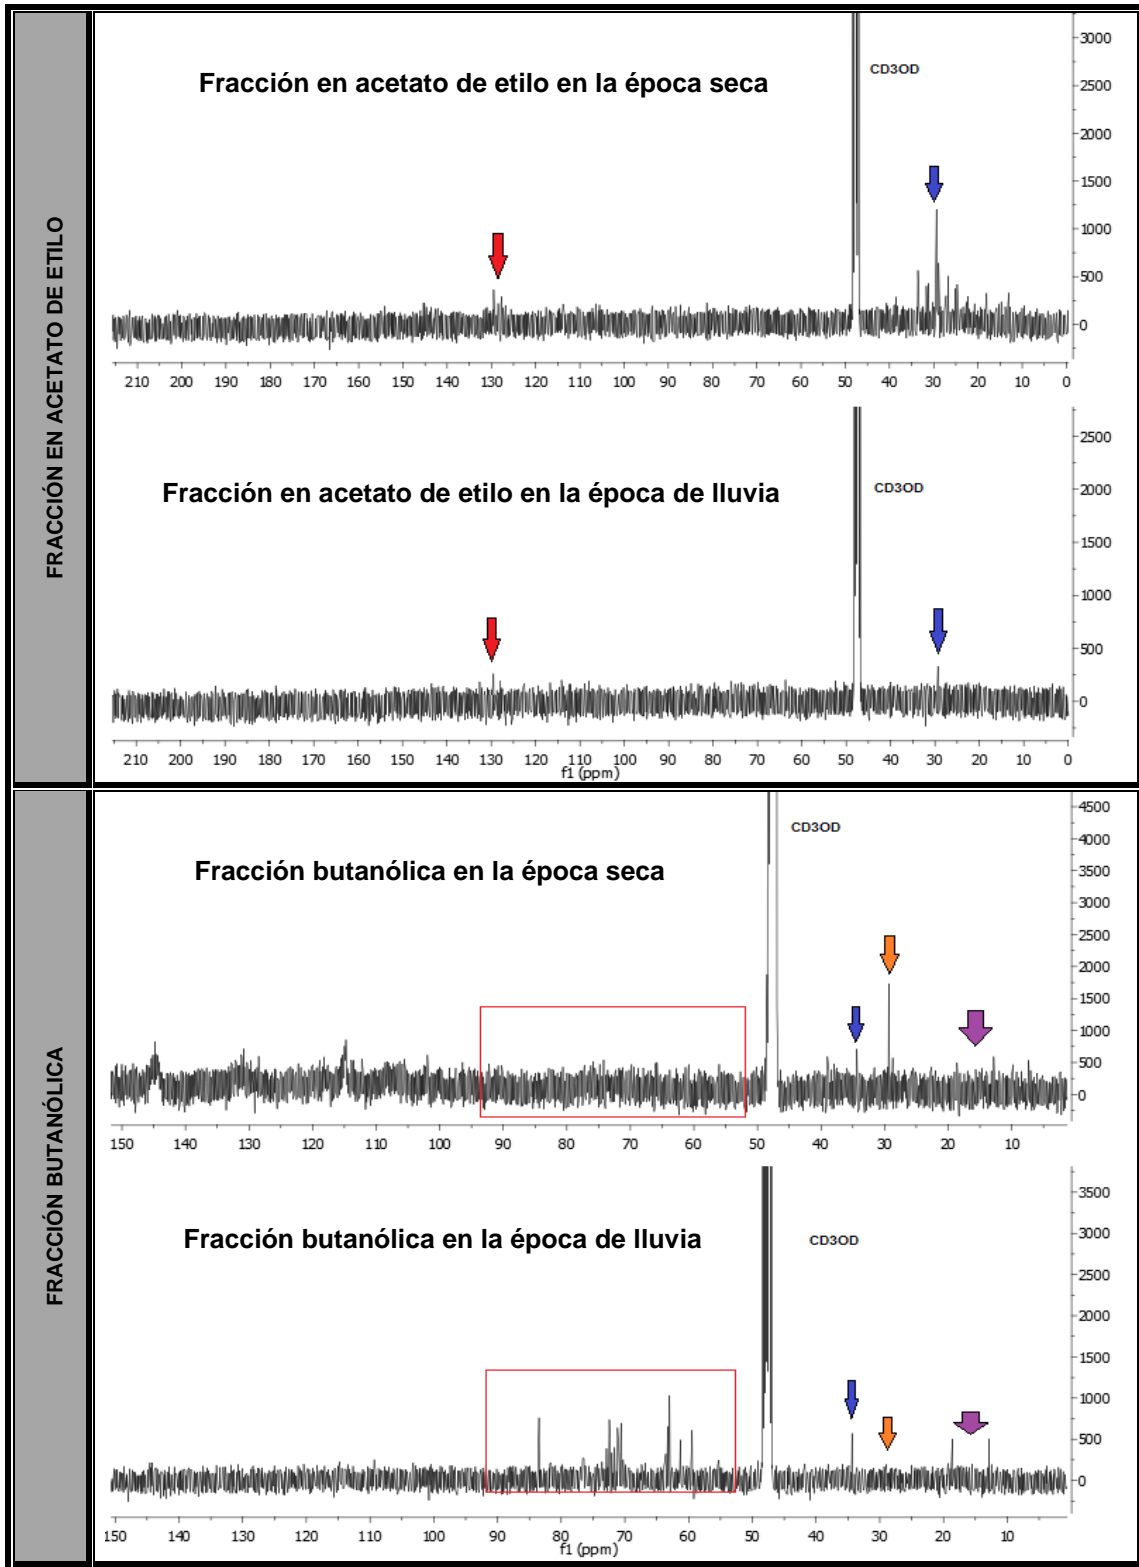 FRACCIÓN EN ACETATO DE ETILO
Fracción en acetato de etilo en la época seca
CD3OD
3000
2500
2000
1500
1000
500
0
210 200 190 180 170 160 150 140 130 120 110 100 90 80 70 60 50 40 30 20 10 0
Fracción en acetato de etilo en la época de lluvia
CD3OD
2500
2000
1500
1000
500
0
210 200 190 180 170 160 150 140 130 120 110 100 90 80 70 60 50 40 30 20 10 0
f1 (ppm)
FRACCIÓN BUTANÓLICA
Fracción butanólica en la época seca
CD3OD
4500
4000
3500
3000
2500
2000
1500
1000
500
0
150 140 130 120 110 100 90 80 70 60 50 40 30 20 10
Fracción butanólica en la época de lluvia
CD3OD
3500
3000
2500
2000
1500
1000
500
0
150 140 130 120 110 100 90 80 70 60 50 40 30 20 10
f1 (ppm)